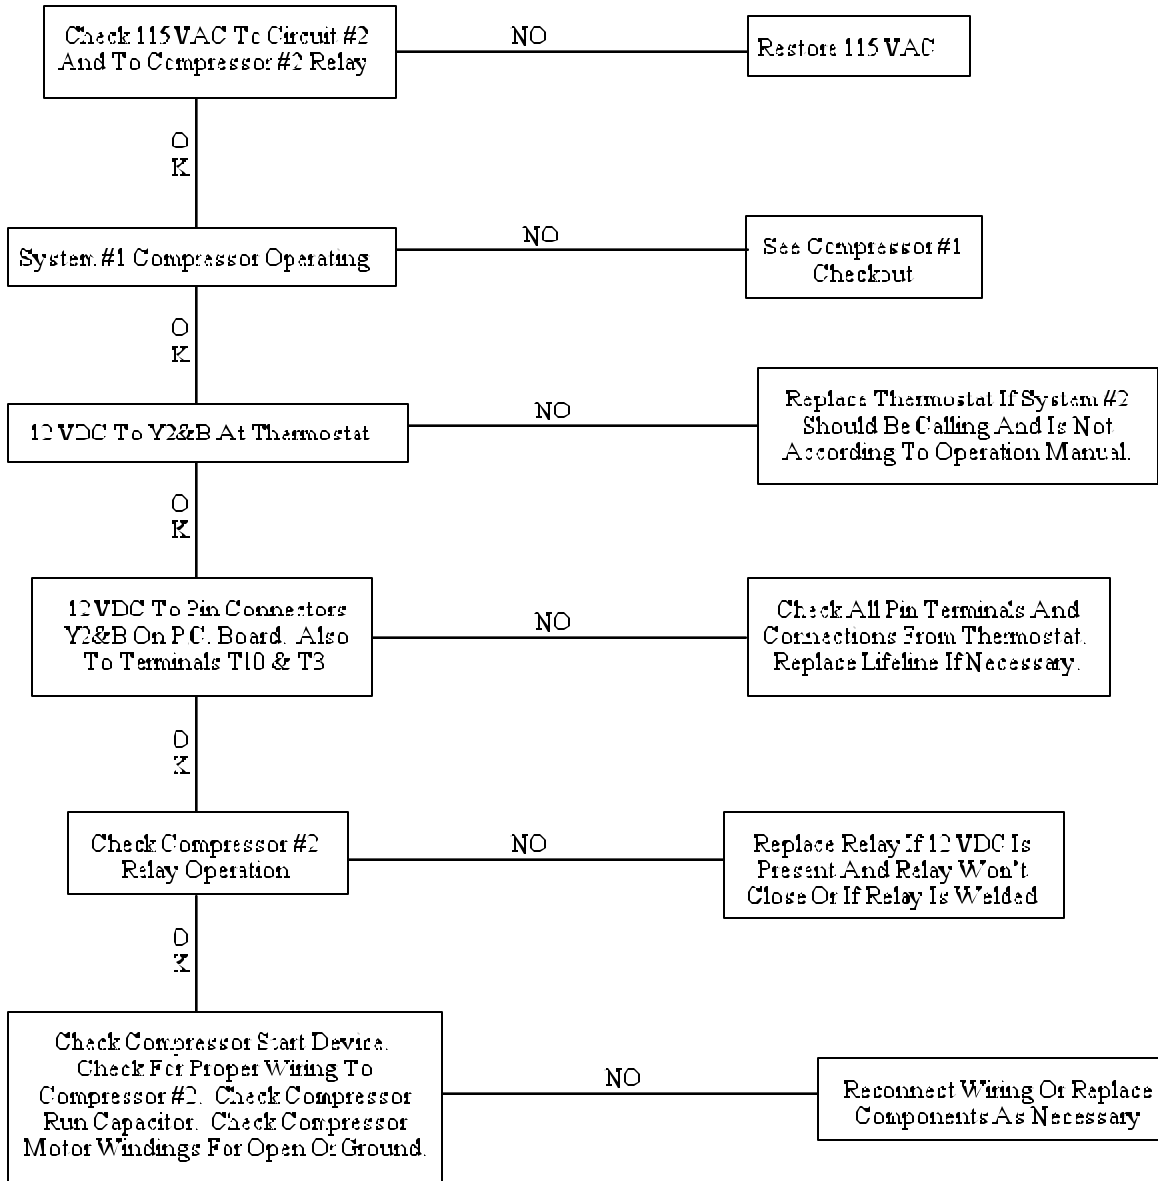 Check 115 VAC To Circuit #2
And To Compressor #2 Relay
NO
Restore 115 VAC
O
K
System #1 Compressor Operating
NO
See Compressor #1
Checkout
O
K
12 VDC To Y2&B At Thermostat
NO
Replace Thermostat If System #2
Should Be Calling And Is Not
According To Operation Manual.
O
K
12 VDC To Pin Connectors
Y2&B On P.C. Board. Also
To Terminals T10 & T3
NO
Check All Pin Terminals And
Connections From Thermostat.
Replace Lifeline If Necessary.
O
K
Check Compressor #2
Relay Operation
NO
Replace Relay If 12 VDC Is
Present And Relay Won't
Close Or If Relay Is Welded
O
K
Check Compressor Start Device.
Check For Proper Wiring To
Compressor #2. Check Compressor
Run Capacitor. Check Compressor
Motor Windings For Open Or Ground.
NO
Reconnect Wiring Or Replace
Components As Necessary